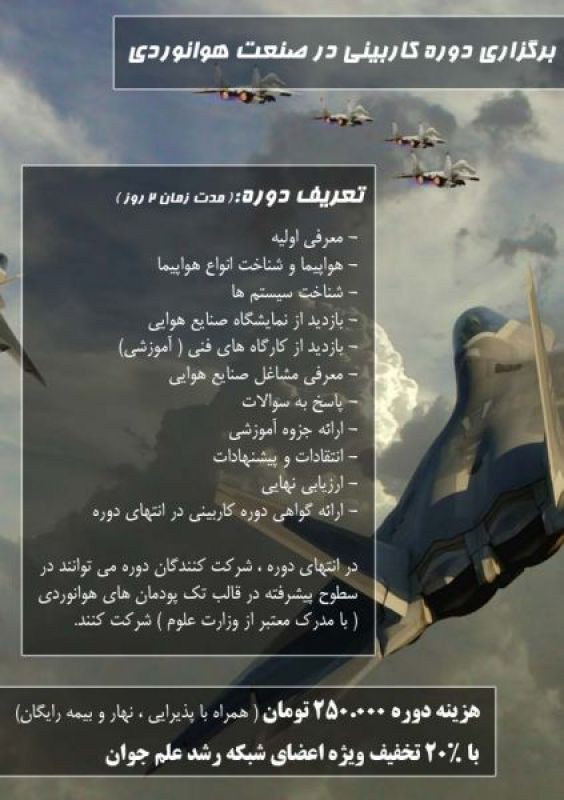 برگزاری دوره کاربینی در صنعت هوانوردی
تعریف دوره: ( مدت زمان ۲ روز )
- معرفی اولیه
- هواپیما و شناخت انواع هواپیما
- شناخت سیستم ها
- بازدید از نمایشگاه صنایع هوایی
- بازدید از کارگاه های فنی ( آموزشی)
- معرفی مشاغل صنایع هوایی
- پاسخ به سوالات
- ارائه جزوه آموزشی
- انتقادات و پیشنهادات
- ارزیابی نهایی
- ارائه گواهی دوره کاربینی در انتهای دوره
در انتهای دوره ، شرکت کنندگان دوره می توانند در
سطوح پیشرفته در قالب تک پودمان های هوانوردی
( با مدرک معتبر از وزارت علوم ) شرکت کنند.
هزینه دوره ۲۵۰.۰۰۰ تومان ( همراه با پذیرایی ، نهار و بیمه رایگان)
با ۲۰٪ تخفیف ویژه اعضای شبکه رشد علم جوان